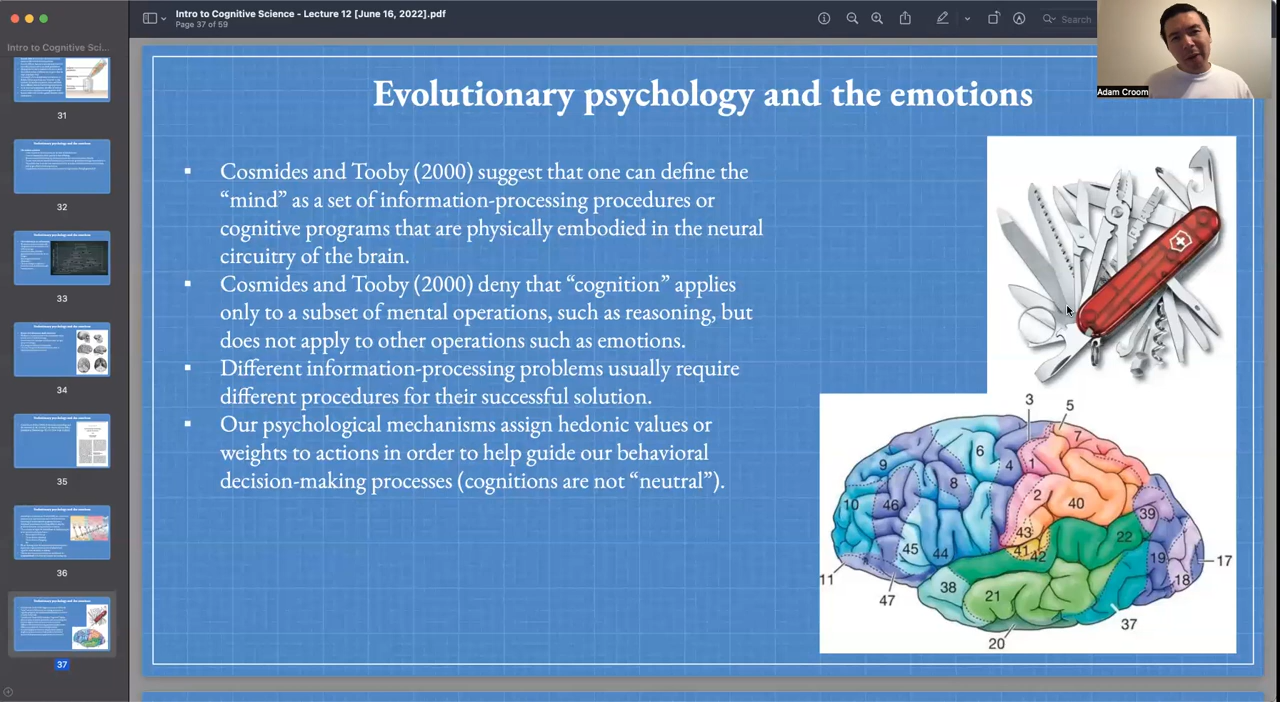 Intro to Cognitive Science - Lecture 12 [June 16, 2022].pdf
Page 37 of 59
Search
Intro to Cognitive Sci...
Adam Croom
31
32
33
34
35
36
37
Evolutionary psychology and the emotions
▪ Cosmides and Tooby (2000) suggest that one can define the
“mind” as a set of information-processing procedures or
cognitive programs that are physically embodied in the neural
circuitry of the brain.
▪ Cosmides and Tooby (2000) deny that “cognition” applies
only to a subset of mental operations, such as reasoning, but
does not apply to other operations such as emotions.
▪ Different information-processing problems usually require
different procedures for their successful solution.
▪ Our psychological mechanisms assign hedonic values or
weights to actions in order to help guide our behavioral
decision-making processes (cognitions are not “neutral”).
3
5
7
6
4
1
9
8
2
40
10
46
39
43
22
41
42
45
44
19
17
11
38
18
47
21
37
20